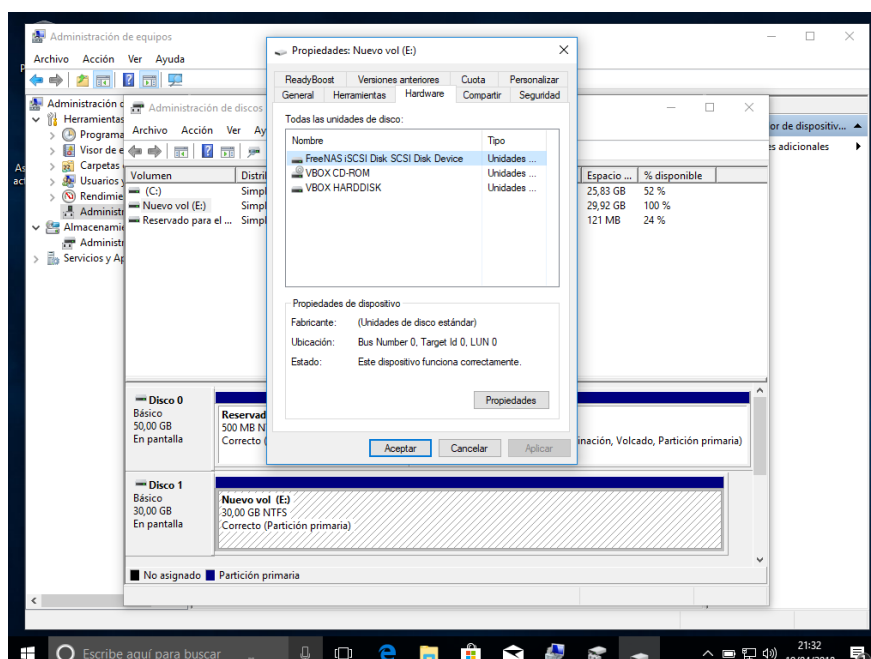 Administración de equipos
Archivo Acción Ver Ayuda
Administración d
Herramientas
Programa
Visor de e
Carpetas
Usuarios y
Rendimie
Administr
Almacenamie
Administr
Servicios y Ap
or de dispositiv...
es adicionales
Administración de discos
Archivo Acción Ver Ay
Volumen Distri Espacio ... % disponible
(C:) Simpl 25,83 GB 52 %
Nuevo vol (E:) Simpl 29,92 GB 100 %
Reservado para el ... Simpl 121 MB 24 %
Propiedades: Nuevo vol (E:)
ReadyBoost Versiones anteriores Cuota Personalizar
General Herramientas Hardware Compartir Seguridad
Todas las unidades de disco:
Nombre Tipo
FreeNAS iSCSI Disk SCSI Disk Device Unidades ...
VBOX CD-ROM Unidades ...
VBOX HARDDISK Unidades ...
Propiedades de dispositivo
Fabricante: (Unidades de disco estándar)
Ubicación: Bus Number 0, Target Id 0, LUN 0
Estado: Este dispositivo funciona correctamente.
Propiedades
Aceptar Cancelar Aplicar
Disco 0
Básico
50,00 GB
En pantalla
Reservad
500 MB N
Correcto (
inación, Volcado, Partición primaria)
Disco 1
Básico
30,00 GB
En pantalla
Nuevo vol (E:)
30,00 GB NTFS
Correcto (Partición primaria)
No asignado Partición primaria
Escribe aquí para buscar
21:32